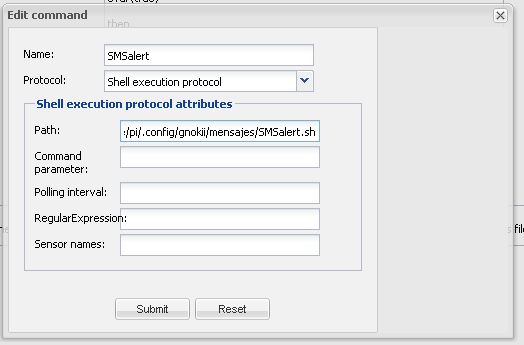 Edit command
then
Name: SMSalert
Protocol: Shell execution protocol
Shell execution protocol attributes
Path: :/pi/.config/gnokii/mensajes/SMSalert.sh
Command
parameter:
Polling interval:
RegularExpression:
Sensor names:
Submit Reset